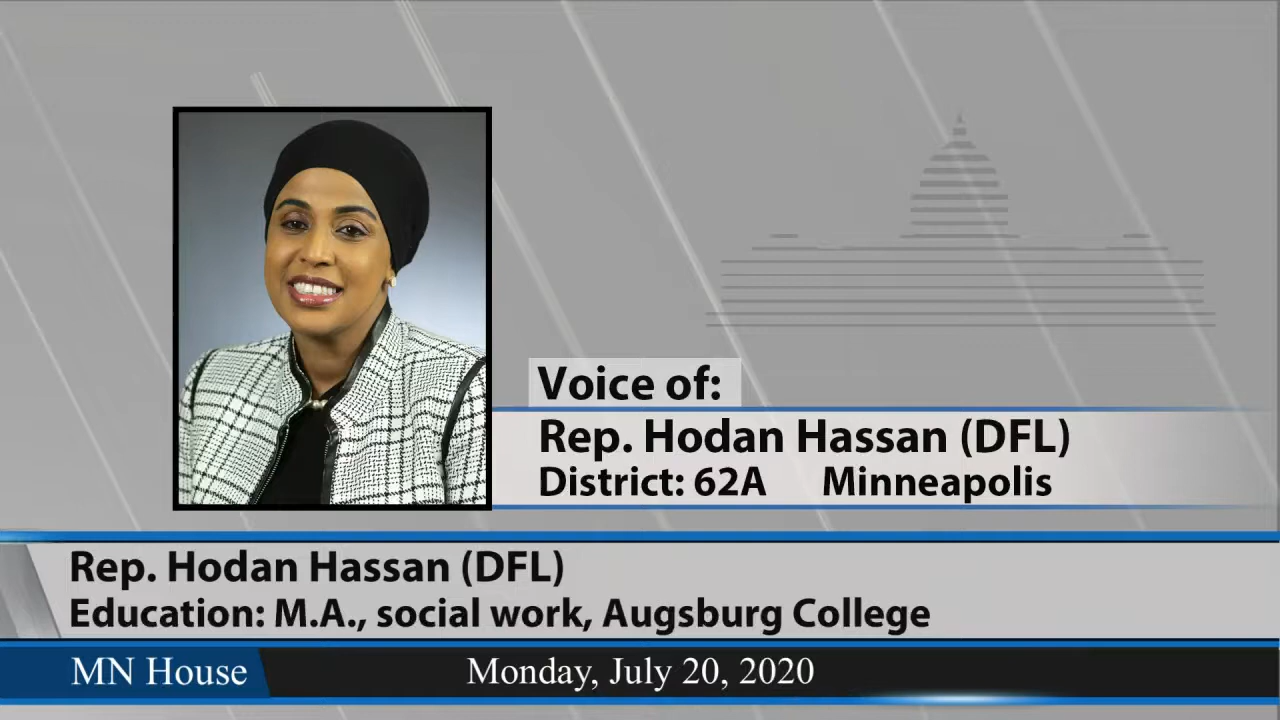 Voice of:
Rep. Hodan Hassan (DFL)
District: 62A Minneapolis
Rep. Hodan Hassan (DFL)
Education: M.A., social work, Augsburg College
MN House Monday, July 20, 2020